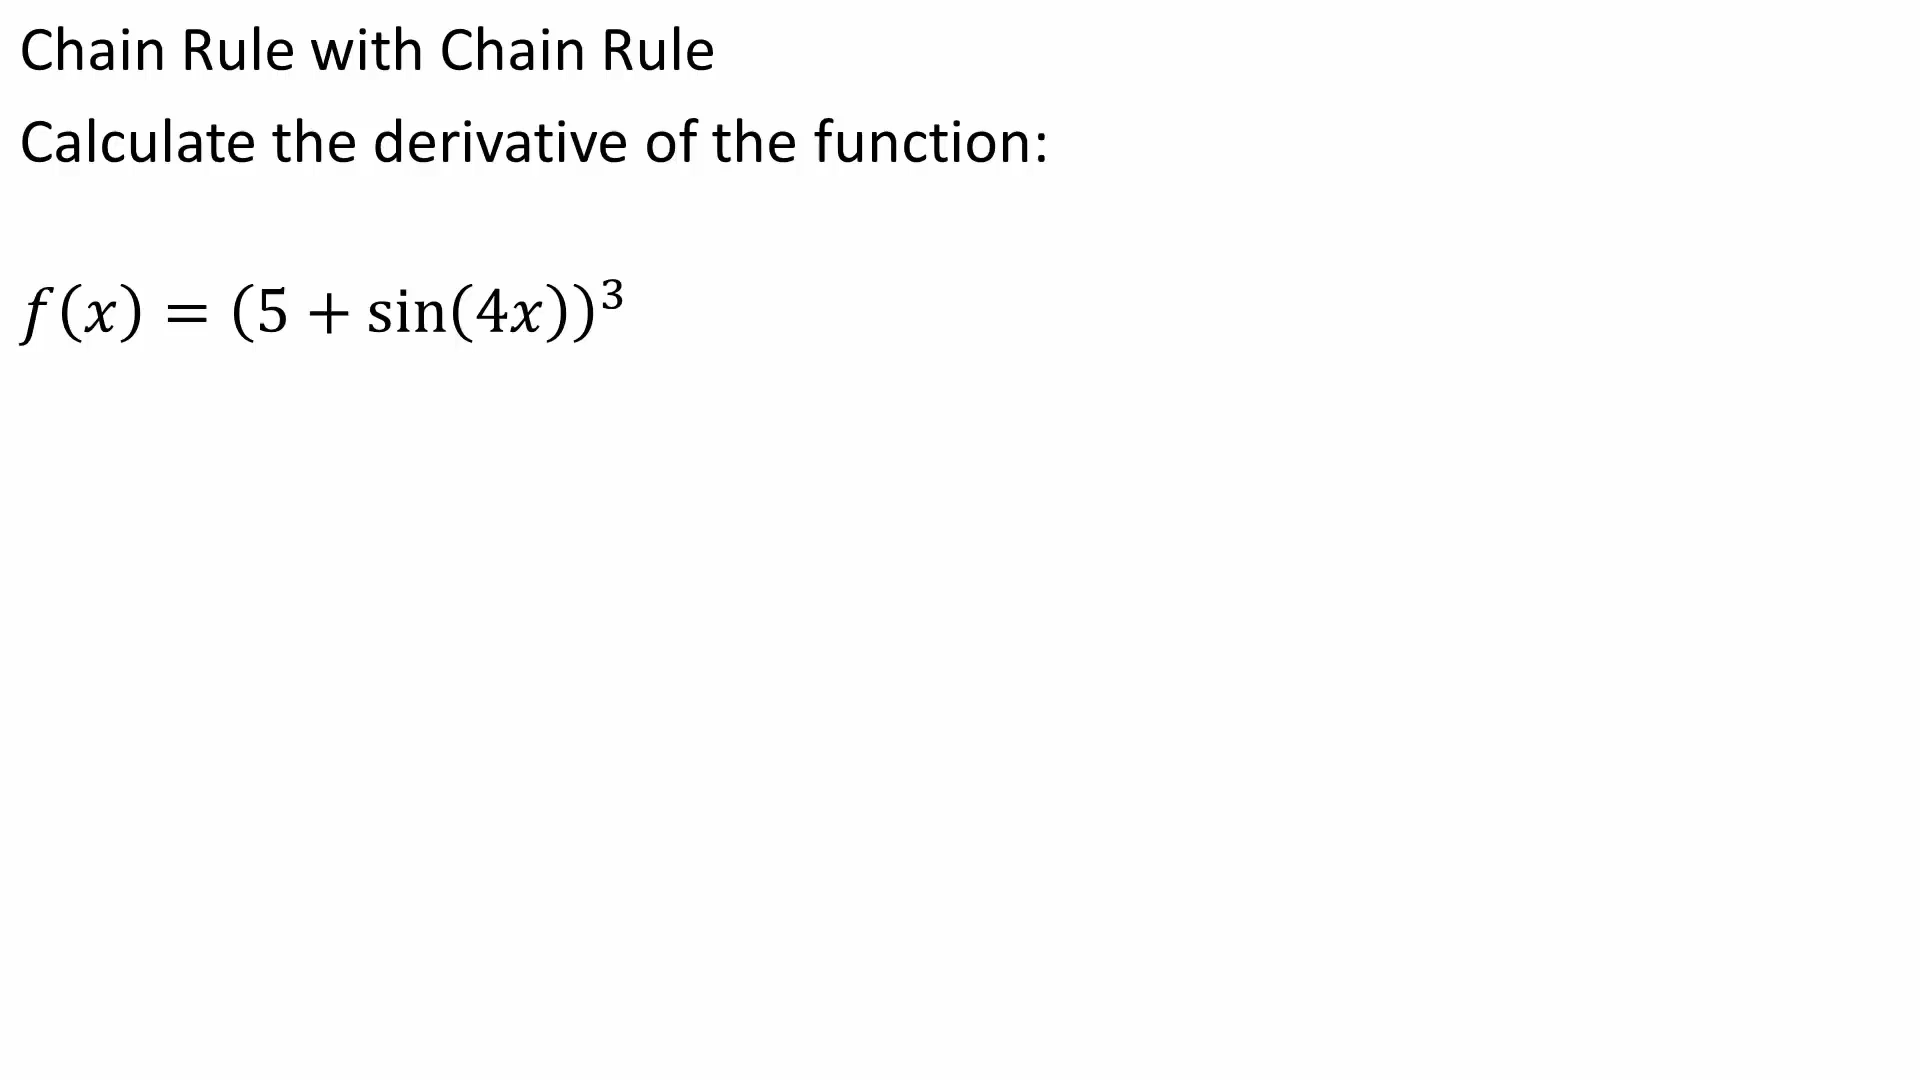 Chain Rule with Chain Rule
Calculate the derivative of the function:
f(x) = (5 + sin(4x))³